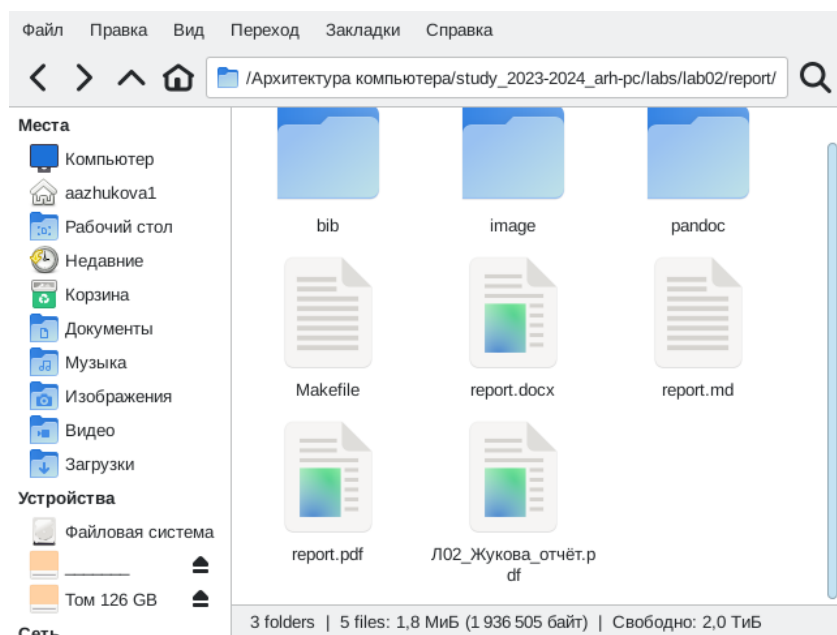 Файл Правка Вид Переход Закладки Справка
/Архитектура компьютера/study_2023-2024_arh-pc/labs/lab02/report/
Места
Компьютер
aazhukova1
Рабочий стол
Недавние
Корзина
Документы
Музыка
Изображения
Видео
Загрузки
Устройства
Файловая система
_______
Том 126 GB
Сеть
bib image pandoc
Makefile report.docx report.md
report.pdf Л02_Жукова_отчёт.p
df
3 folders | 5 files: 1,8 МиБ (1 936 505 байт) | Свободно: 2,0 ТиБ